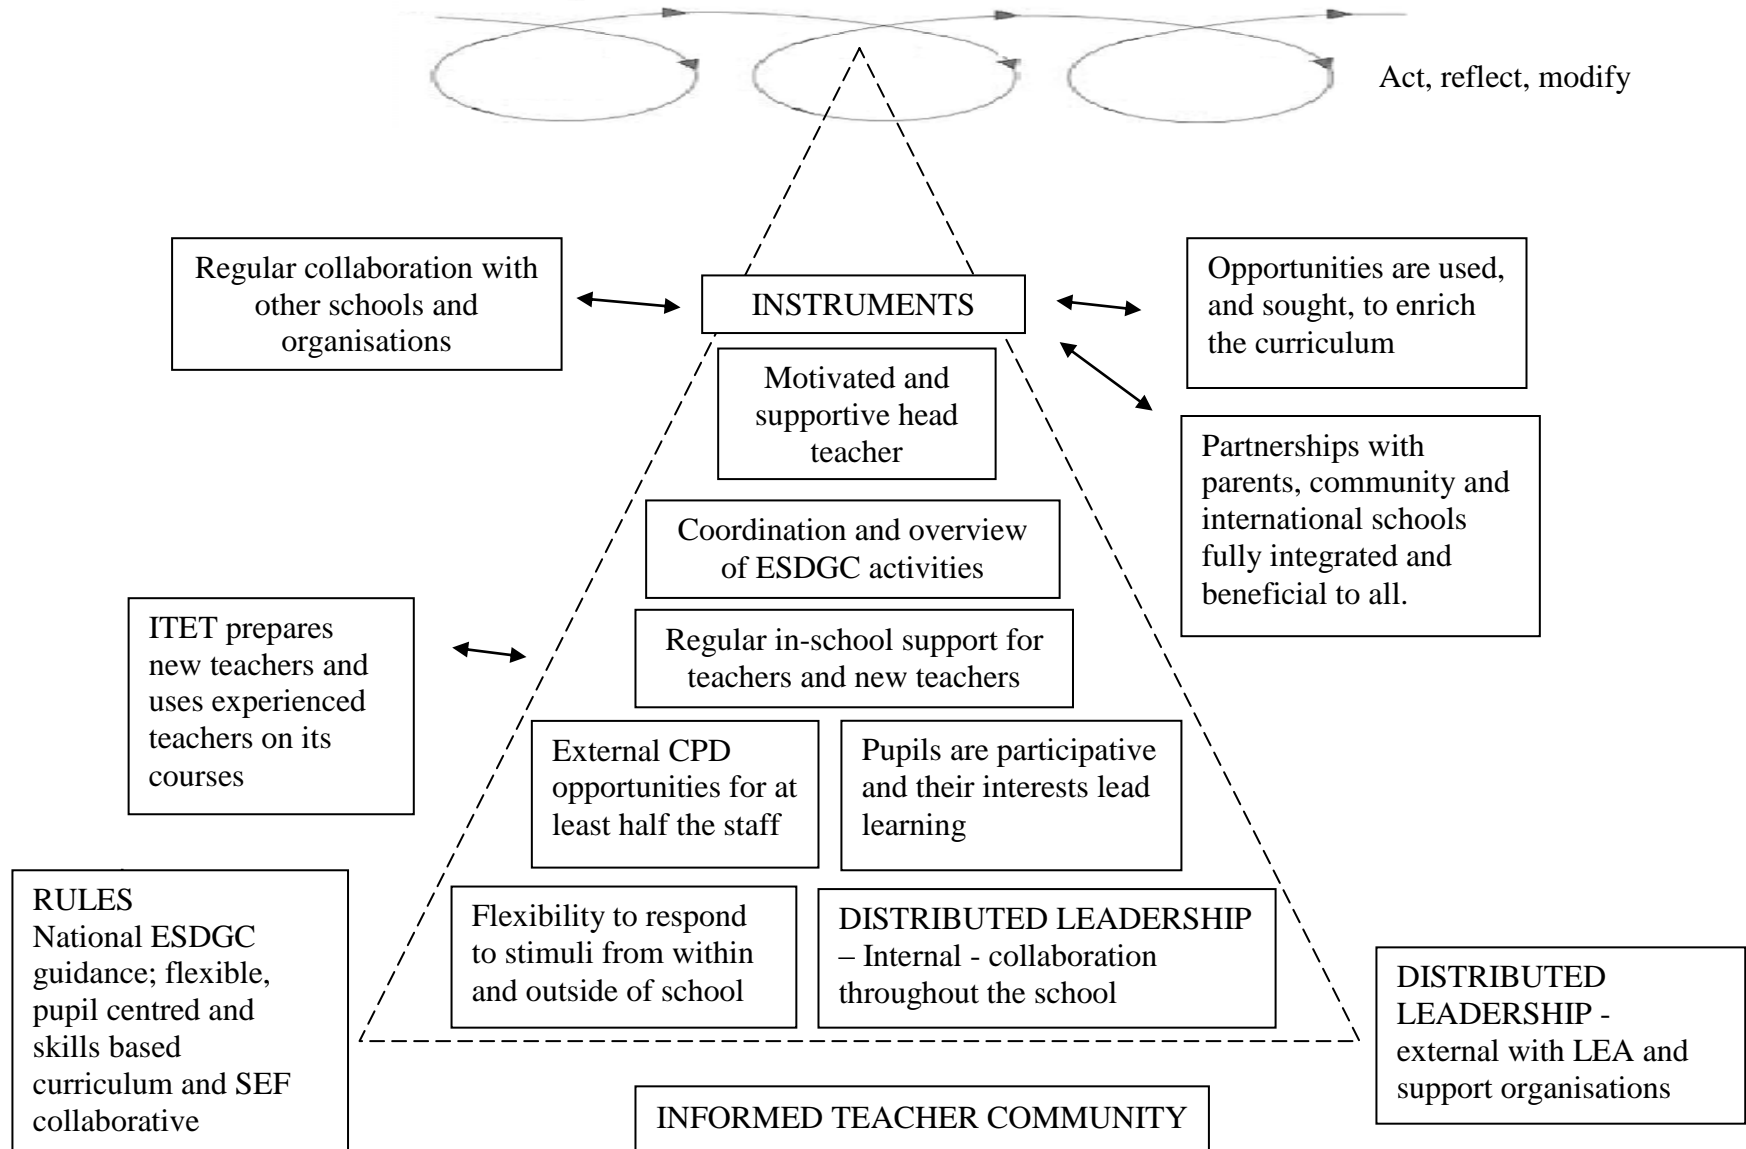 Act, reflect, modify
Regular collaboration with
other schools and
organisations
INSTRUMENTS
Opportunities are used,
and sought, to enrich
the curriculum
Motivated and
supportive head
teacher
Partnerships with
parents, community and
international schools
fully integrated and
beneficial to all.
Coordination and overview
of ESDGC activities
ITET prepares
new teachers and
uses experienced
teachers on its
courses
Regular in-school support for
teachers and new teachers
External CPD
opportunities for at
least half the staff
Pupils are participative
and their interests lead
learning
RULES
National ESDGC
guidance; flexible,
pupil centred and
skills based
curriculum and SEF
collaborative
Flexibility to respond
to stimuli from within
and outside of school
DISTRIBUTED LEADERSHIP
– Internal - collaboration
throughout the school
DISTRIBUTED
LEADERSHIP -
external with LEA and
support organisations
INFORMED TEACHER COMMUNITY